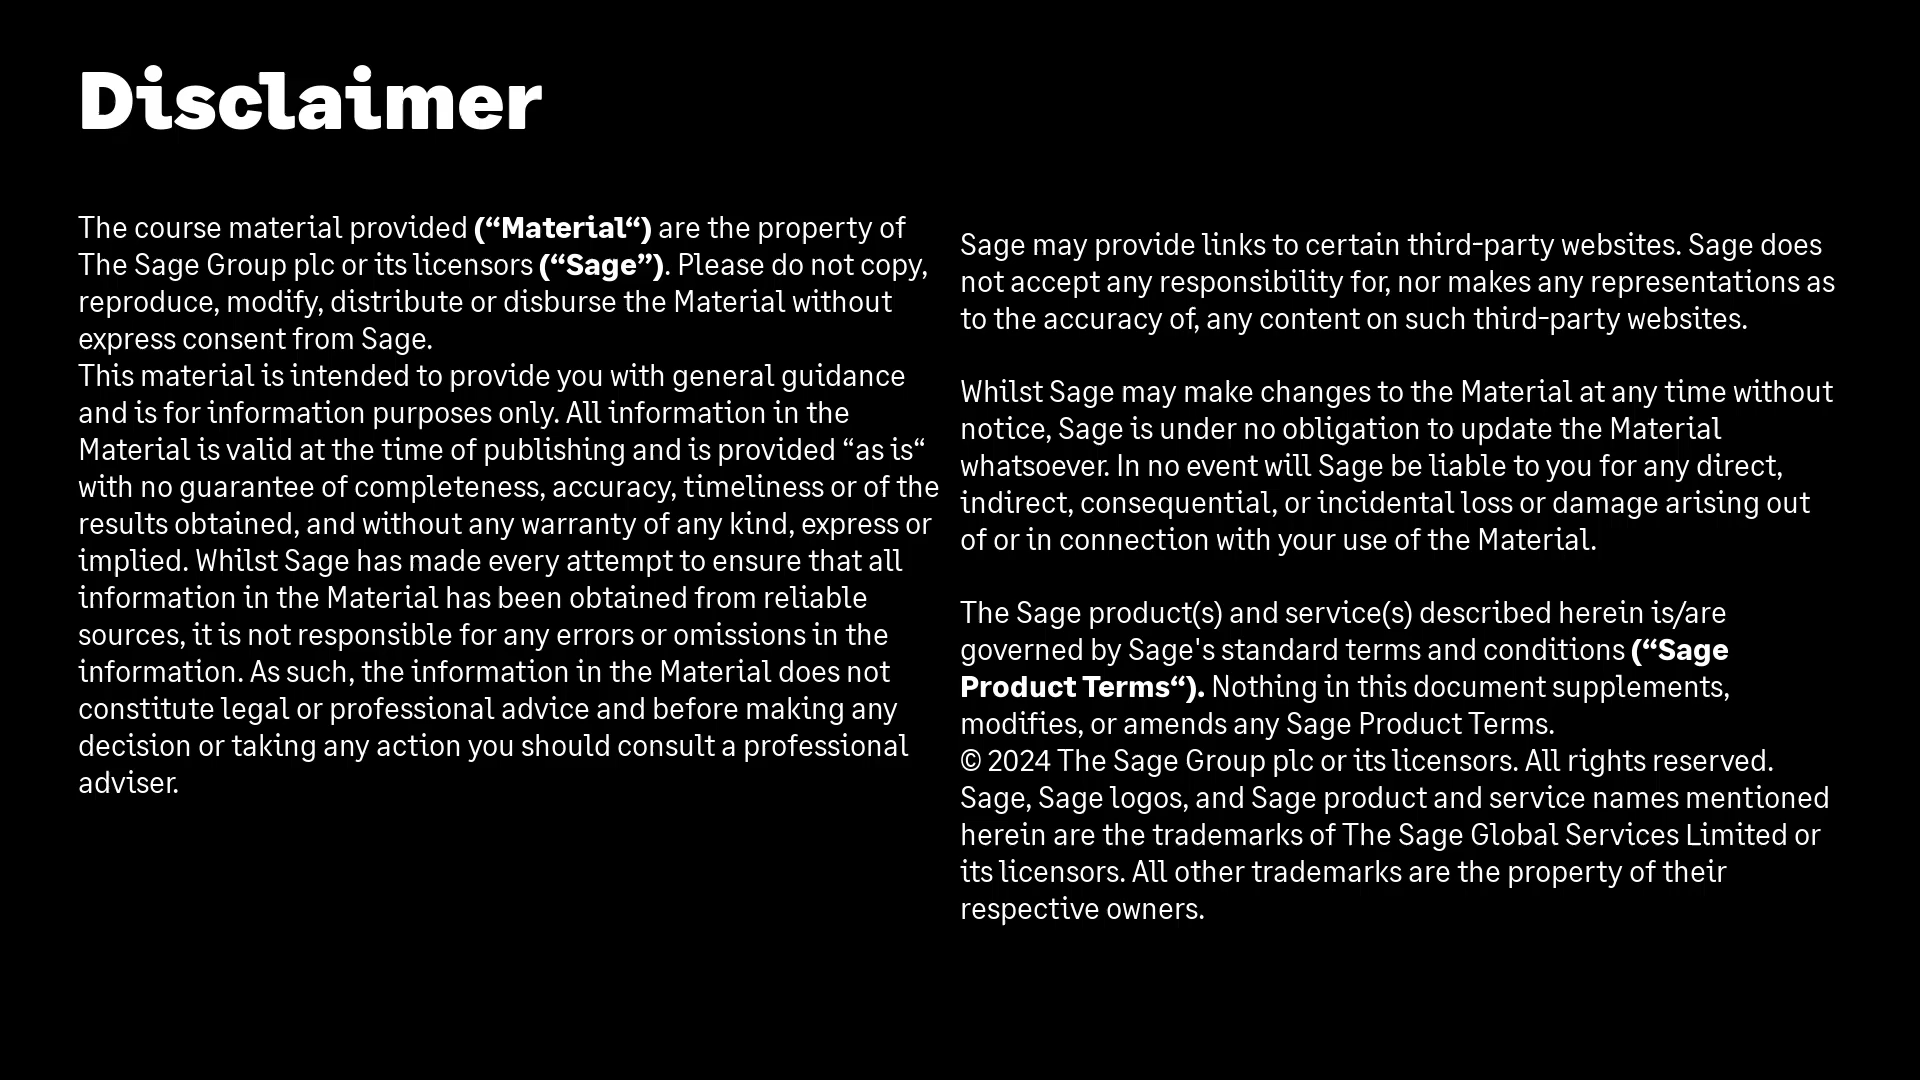 Disclaimer
The course material provided (“Material“) are the property of
The Sage Group plc or its licensors (“Sage”). Please do not copy,
reproduce, modify, distribute or disburse the Material without
express consent from Sage.
This material is intended to provide you with general guidance
and is for information purposes only. All information in the
Material is valid at the time of publishing and is provided “as is“
with no guarantee of completeness, accuracy, timeliness or of the
results obtained, and without any warranty of any kind, express or
implied. Whilst Sage has made every attempt to ensure that all
information in the Material has been obtained from reliable
sources, it is not responsible for any errors or omissions in the
information. As such, the information in the Material does not
constitute legal or professional advice and before making any
decision or taking any action you should consult a professional
adviser.
Sage may provide links to certain third-party websites. Sage does
not accept any responsibility for, nor makes any representations as
to the accuracy of, any content on such third-party websites.
Whilst Sage may make changes to the Material at any time without
notice, Sage is under no obligation to update the Material
whatsoever. In no event will Sage be liable to you for any direct,
indirect, consequential, or incidental loss or damage arising out
of or in connection with your use of the Material.
The Sage product(s) and service(s) described herein is/are
governed by Sage's standard terms and conditions (“Sage
Product Terms“). Nothing in this document supplements,
modifies, or amends any Sage Product Terms.
© 2024 The Sage Group plc or its licensors. All rights reserved.
Sage, Sage logos, and Sage product and service names mentioned
herein are the trademarks of The Sage Global Services Limited or
its licensors. All other trademarks are the property of their
respective owners.